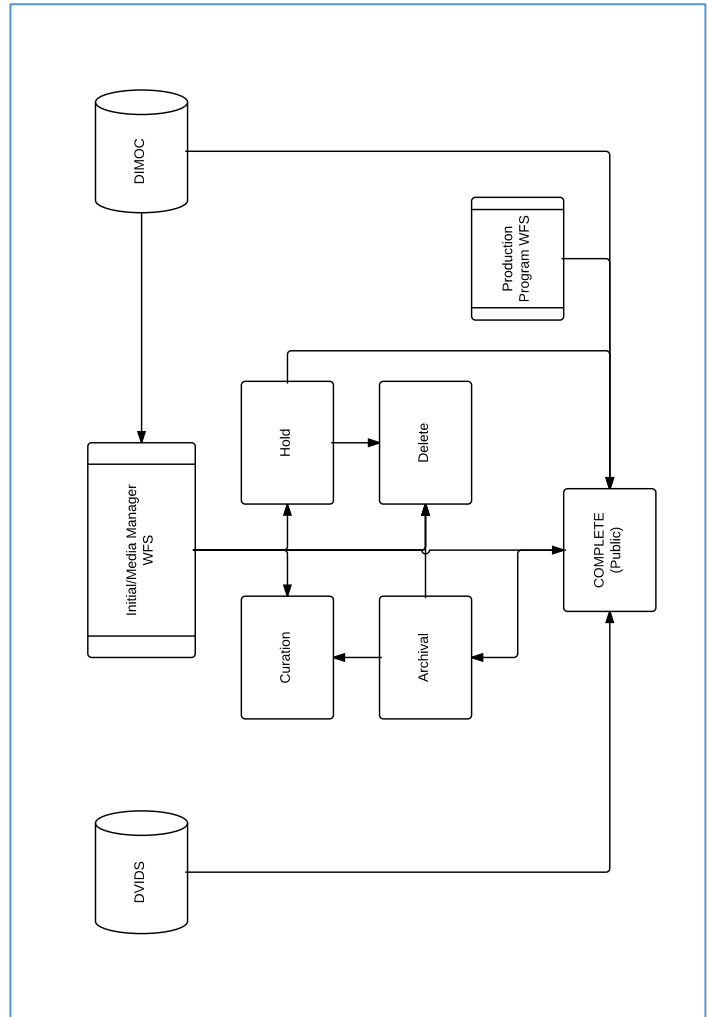 DIMOC
Production
Program WFS
Hold
Delete
Initial/Media Manager
WFS
COMPLETE
(Public)
Curation
Archival
DVIDS